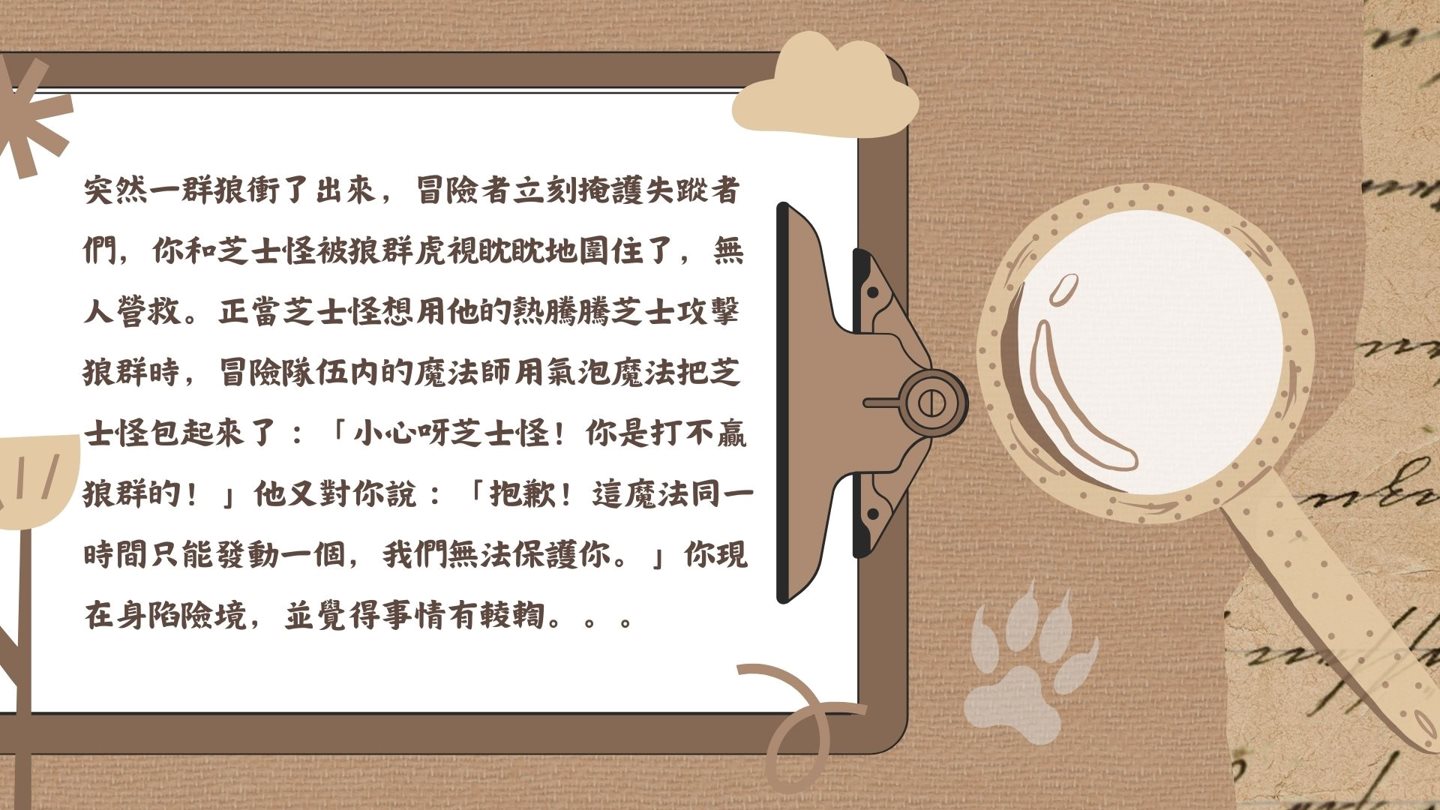 突然一群狼衝了出來，冒險者立刻掩護失蹤者
們，你和芝士怪被狼群虎視眈眈地圍住了，無
人營救。正當芝士怪想用他的熱騰騰芝士攻擊
狼群時，冒險隊伍内的魔法師用氣泡魔法把芝
士怪包起來了：「小心呀芝士怪！你是打不贏
狼群的！」他又對你說：「抱歉！這魔法同一
時間只能發動一個，我們無法保護你。」你現
在身陷險境，並覺得事情有輘輷。。。